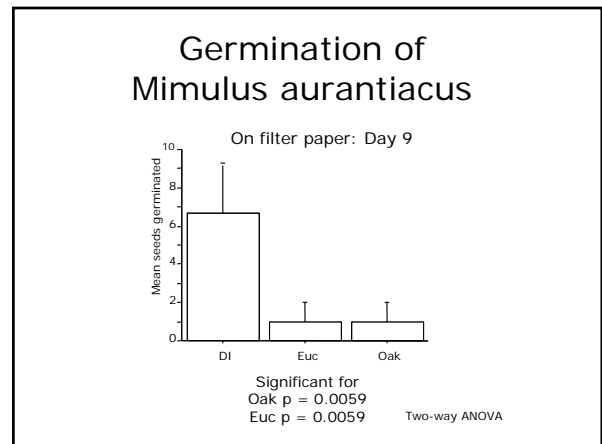 Germination of
Mimulus aurantiacus
On filter paper: Day 9
Mean seeds germinated
10
8
6
4
2
0
DI Euc Oak
Significant for
Oak p = 0.0059
Euc p = 0.0059 Two-way ANOVA